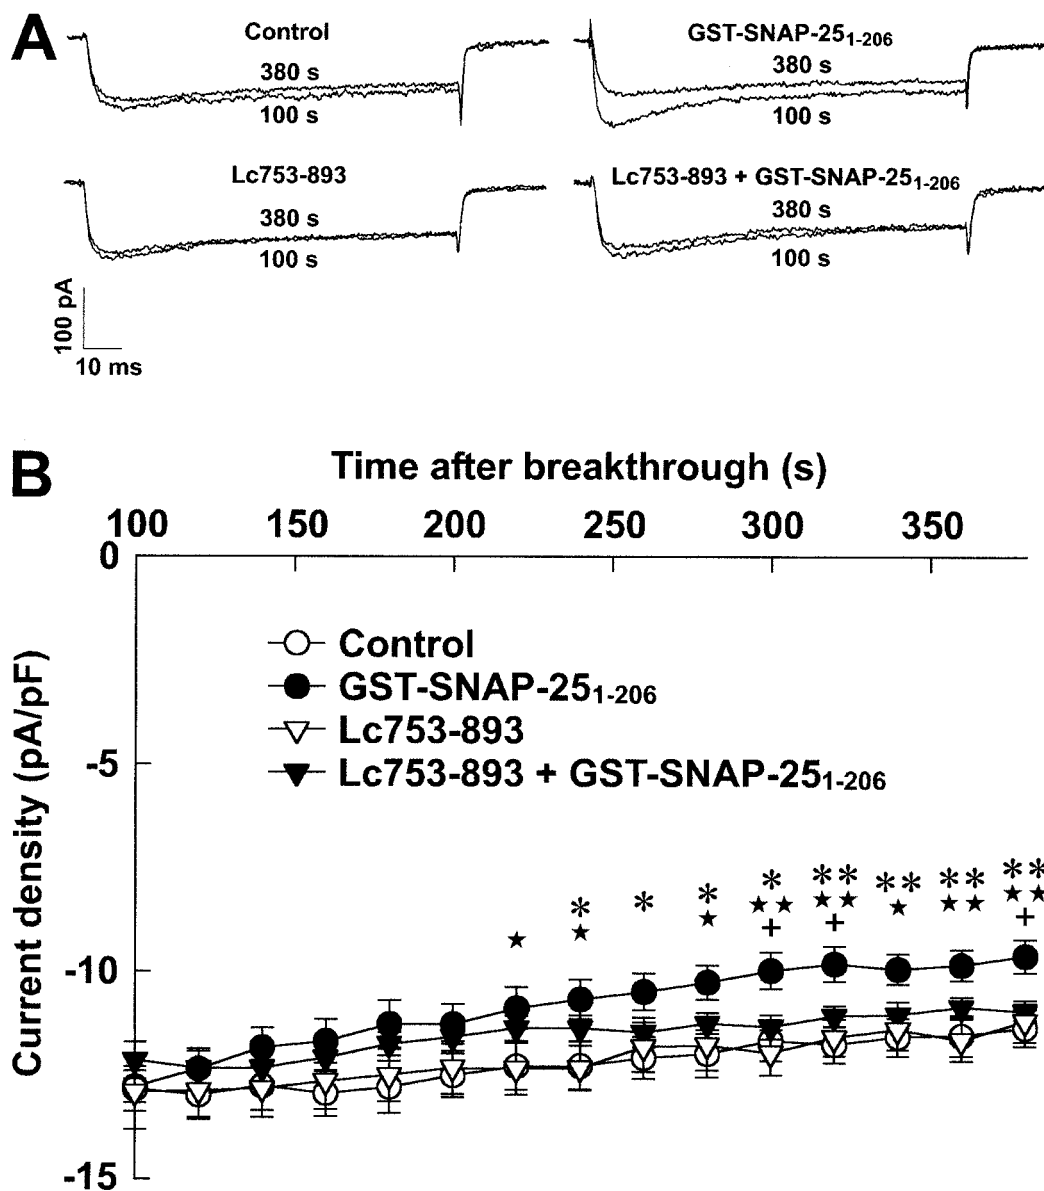 A
Control
380 s
100 s
GST-SNAP-25₁₋₂₀₆
380 s
100 s
Lc753-893
380 s
100 s
Lc753-893 + GST-SNAP-25₁₋₂₀₆
380 s
100 s
100 pA
10 ms
B
Time after breakthrough (s)
100 150 200 250 300 350
0
-5
-10
-15
Current density (pA/pF)
Control
GST-SNAP-25₁₋₂₀₆
Lc753-893
Lc753-893 + GST-SNAP-25₁₋₂₀₆
* * * * ** ** ** **
★ ★ ★ ★★ ★★ ★ ★★ ★★
+ + +